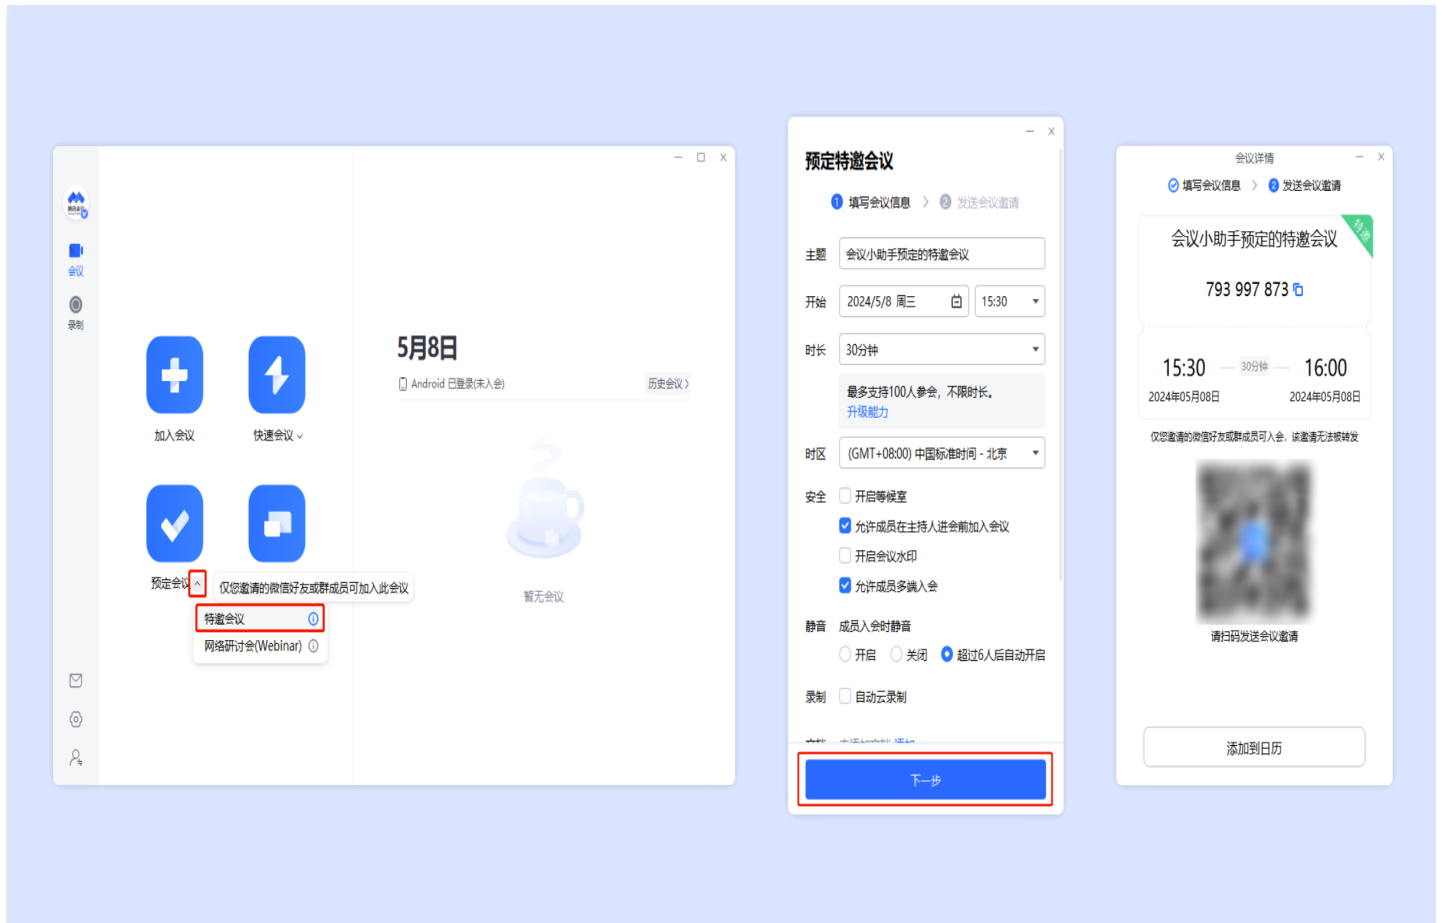 会议
录制
加入会议
快速会议
预定会议
仅您邀请的微信好友或群成员可加入此会议
特邀会议
网络研讨会(Webinar)
5月8日
Android 已登录(未入会)
历史会议
暂无会议
预定特邀会议
1 填写会议信息 2 发送会议邀请
主题 会议小助手预定的特邀会议
开始 2024/5/8 周三 15:30
时长 30分钟
最多支持100人参会，不限时长。
升级能力
时区 (GMT+08:00) 中国标准时间 - 北京
安全 开启等候室
允许成员在主持人进会前加入会议
开启会议水印
允许成员多端入会
静音 成员入会时静音
开启 关闭 超过6人后自动开启
录制 自动云录制
下一步
会议详情
填写会议信息 2 发送会议邀请
特邀
会议小助手预定的特邀会议
793 997 873
15:30 30分钟 16:00
2024年05月08日 2024年05月08日
仅您邀请的微信好友或群成员可入会，该邀请无法被转发
请扫码发送会议邀请
添加到日历